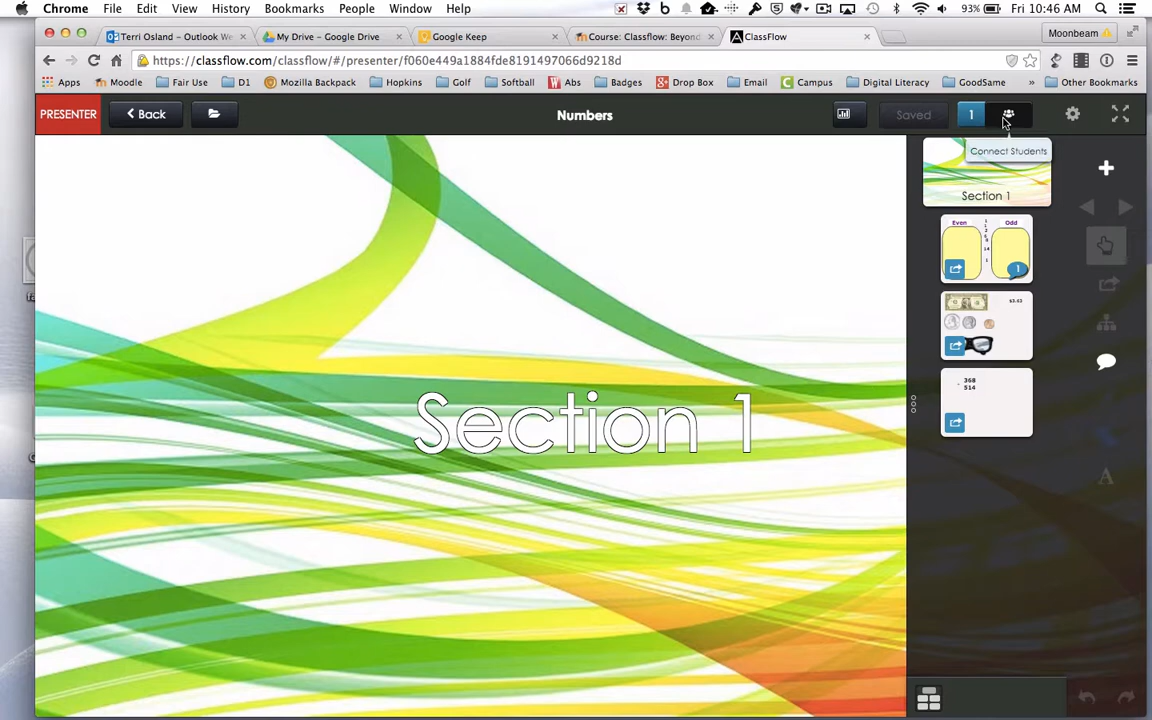 Chrome File Edit View History Bookmarks People Window Help 93% Fri 10:46 AM
Terri Osland – Outlook We My Drive – Google Drive Google Keep Course: Classflow: Beyond ClassFlow Moonbeam
https://classflow.com/classflow/#/presenter/f060e449a1884fde8191497066d9218d
Apps Moodle Fair Use D1 Mozilla Backpack Hopkins Golf Softball Abs Badges Drop Box Email Campus Digital Literacy GoodSame » Other Bookmarks
PRESENTER Back Numbers Saved 1
Connect Students
Section 1
Even Odd
1
$3.63
368
514
Section 1
A